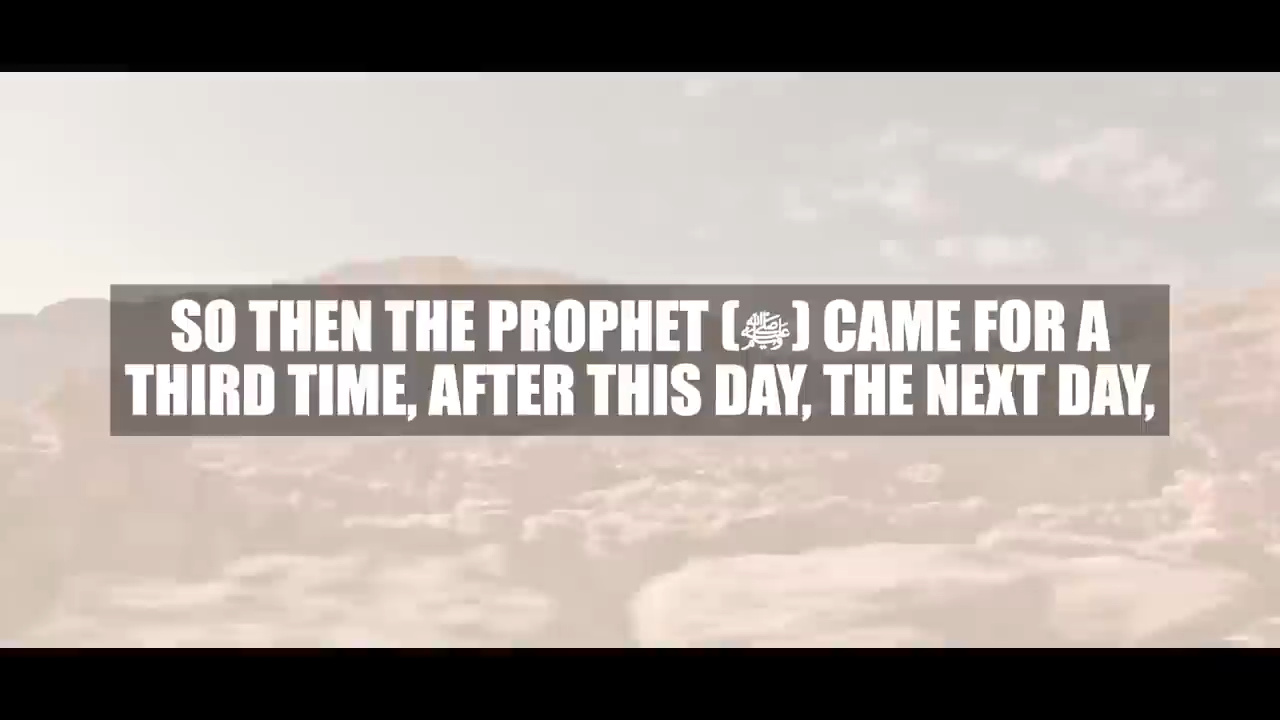 SO THEN THE PROPHET (ﷺ) CAME FOR A
THIRD TIME, AFTER THIS DAY, THE NEXT DAY,